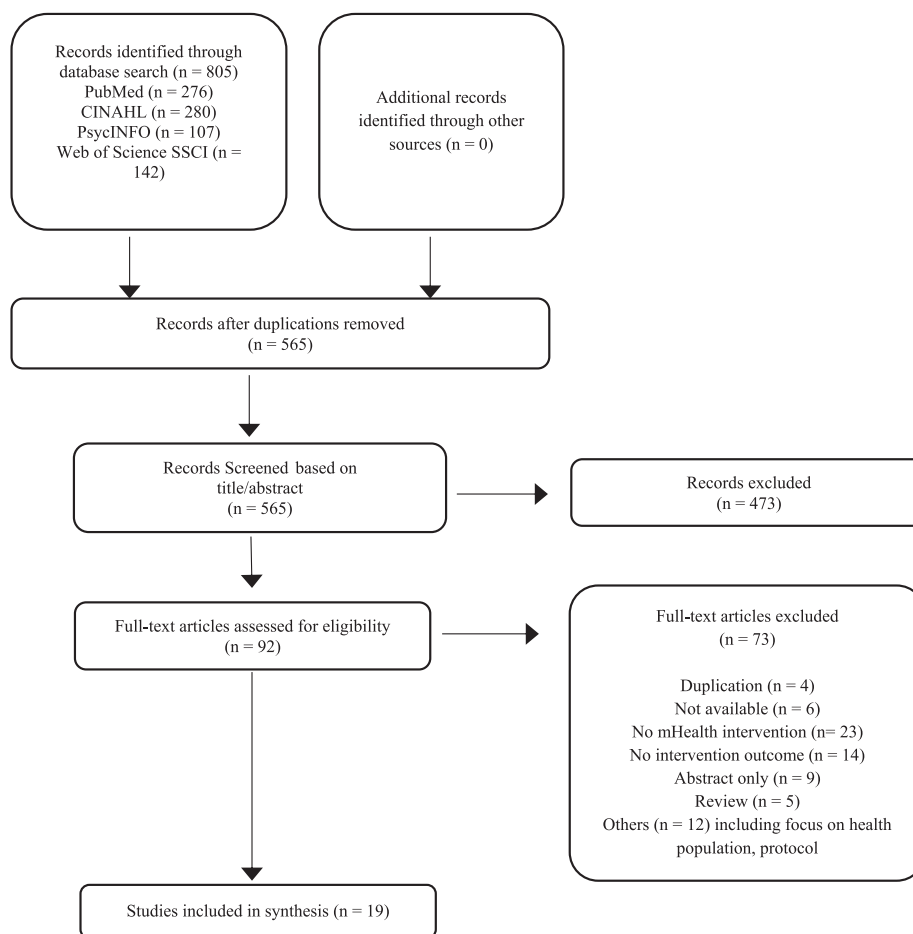 Records identified through
database search (n = 805)
PubMed (n = 276
CINAHL (n = 280
PsycINFO (n = 107
Web of Science SSCI (n =
142
Additional records
identified through other
sources (n = 0)
Records after duplications removed
(n = 565)
Records Screened based on
title/abstract
(n = 565)
Records excluded
(n = 473)
Full-text articles assessed for eligibility
(n = 92)
Full-text articles excluded
(n = 73)
Duplication (n = 4)
Not available (n = 6)
No mHealth intervention (n= 23)
No intervention outcome (n = 14)
Abstract only (n = 9)
Review (n = 5)
Others (n = 12) including focus on health
population, protocol
Studies included in synthesis (n = 19)